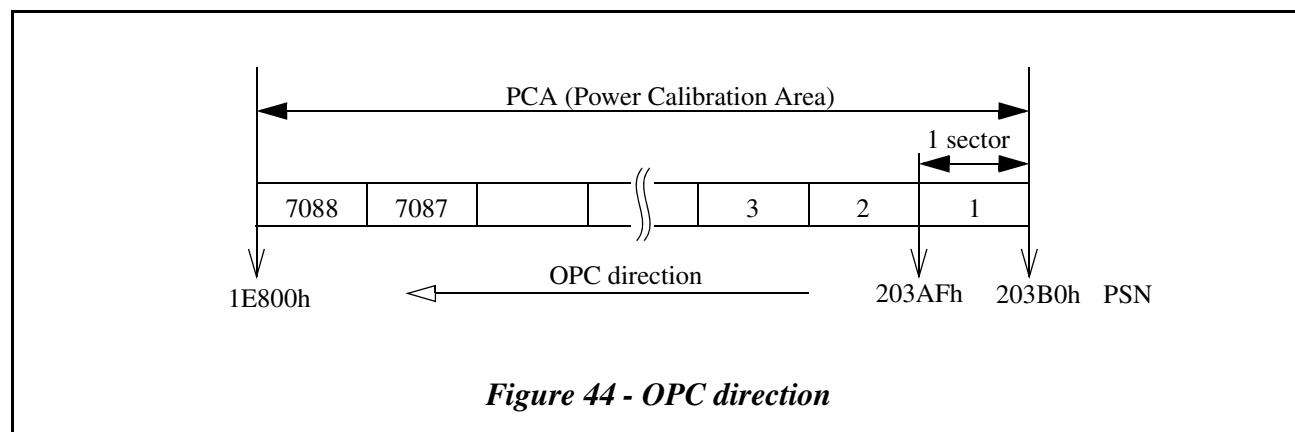 PCA (Power Calibration Area)
1 sector
7088 7087 3 2 1
OPC direction
1E800h 203AFh 203B0h PSN
Figure 44 - OPC direction